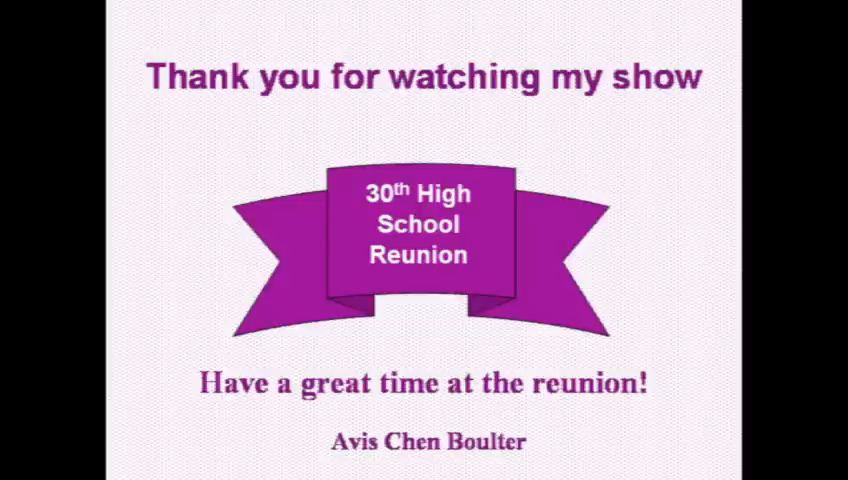 Thank you for watching my show
30th High
School
Reunion
Have a great time at the reunion!
Avis Chen Boulter